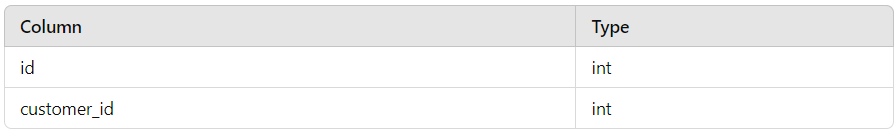 Column Type
id int
customer_id int